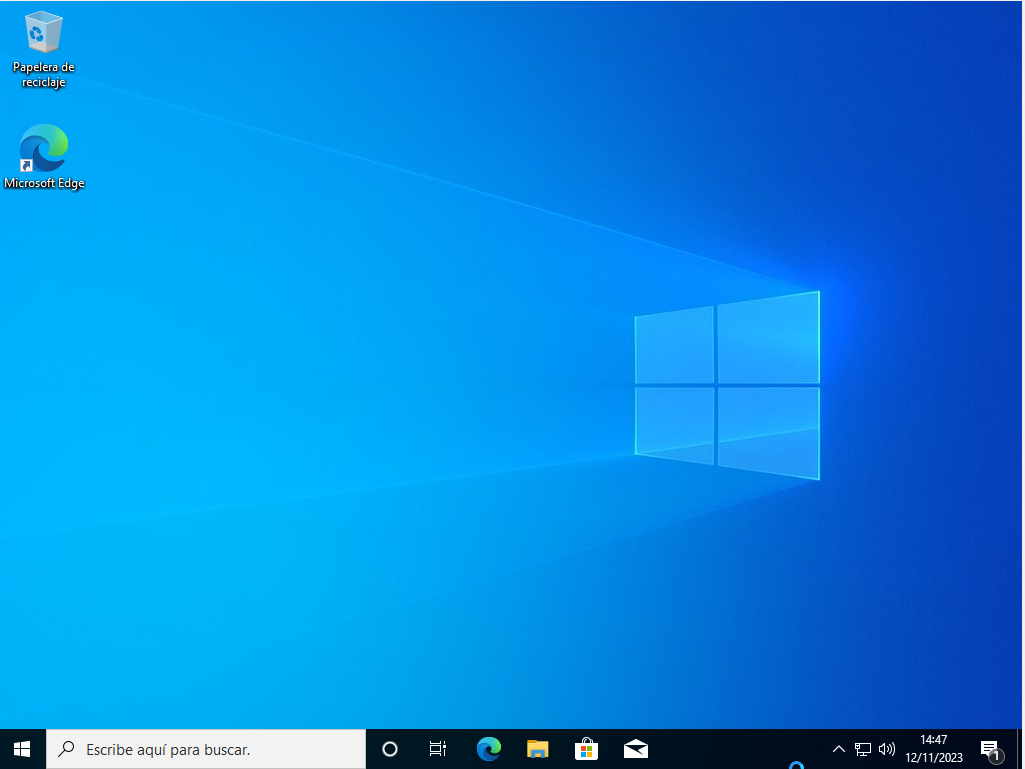 Papelera de
reciclaje
Microsoft Edge
Escribe aquí para buscar.
14:47
12/11/2023
1